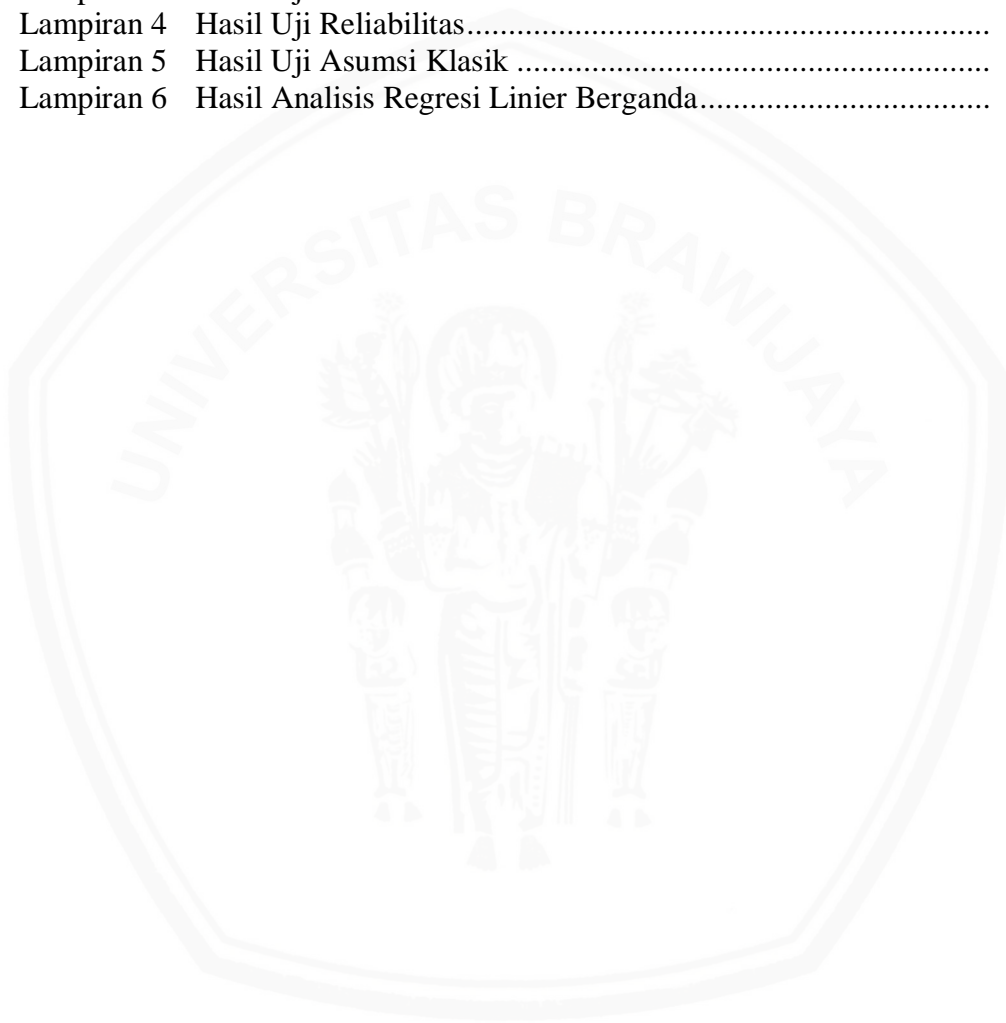 Lampiran 4 Hasil Uji Reliabilitas.................................................................
Lampiran 5 Hasil Uji Asumsi Klasik ...........................................................
Lampiran 6 Hasil Analisis Regresi Linier Berganda....................................
UNIVERSITAS BRAWIJAYA